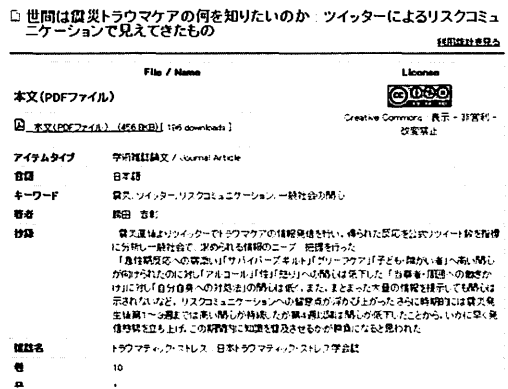 世間は震災トラウマケアの何を知りたいのか : ツイッターによるリスクコミュ
ニケーションで見えてきたもの
利用統計を見る
File / Name
License
本文(PDFファイル)
本文(PDFファイル) (456.8KB)[ 196 downloads ]
Creative Commons : 表示 - 非営利 -
改変禁止
アイテムタイプ
学術雑誌論文 / Journal Article
言語
日本語
キーワード
震災, ツイッター, リスクコミュニケーション, 一般社会の関心
著者
抄録
震災直後よりツイッターでトラウマケアの情報発信を行い、得られた反応を公式リツイート数を指標
に分析し一般社会で、求められる情報のニーズ 把握を行った
「急性期反応への対処」「サバイバーズギルト」「グリーフケア」「子ども・障がい者」へ高い関心
が向けられたのに対し「アルコール」「性」「怒り」への関心は低下した「当事者・周囲への働きか
け」に対し「自分自身への対処法」の関心は低く、また、まとまった大量の情報を提示しても関心は
示されないなど、リスクコミュニケーションへの留意点が浮かび上がった さらに時期的には震災発
生後第1〜3週までは高い関心が持続したが第4週以降は関心が低下したことから、いかに早く発
信体制を立ち上げ、この期間内に知識を普及させるかが勝負になると思われた
雑誌名
トラウマティック・ストレス : 日本トラウマティック・ストレス学会誌
巻
10
号
1